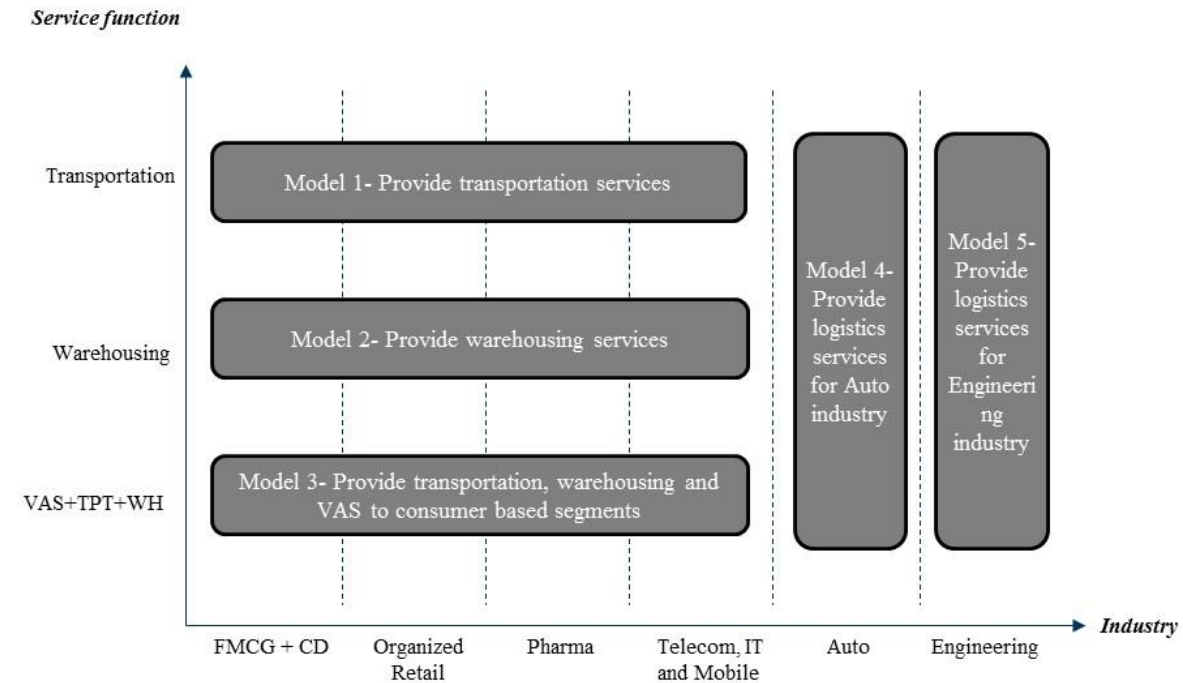 Service function
Transportation
Model 1- Provide transportation services
Warehousing
Model 2- Provide warehousing services
VAS+TPT+WH
Model 3- Provide transportation, warehousing and
VAS to consumer based segments
Model 4-
Provide
logistics
services
for Auto
industry
Model 5-
Provide
logistics
services
for
Engineeri
ng
industry
Industry
FMCG + CD
Organized
Retail
Pharma
Telecom, IT
and Mobile
Auto
Engineering